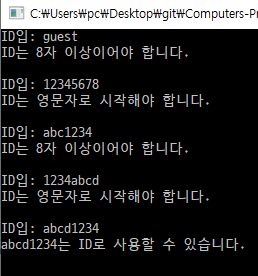 C:₩Users₩pc₩Desktop₩git₩Computers-Pr
ID입: guest
ID는 8자 이상이어야 합니다.
ID입: 12345678
ID는 영문자로 시작해야 합니다.
ID입: abc1234
ID는 8자 이상이어야 합니다.
ID입: 1234abcd
ID는 영문자로 시작해야 합니다.
ID입: abcd1234
abcd1234는 ID로 사용할 수 있습니다.